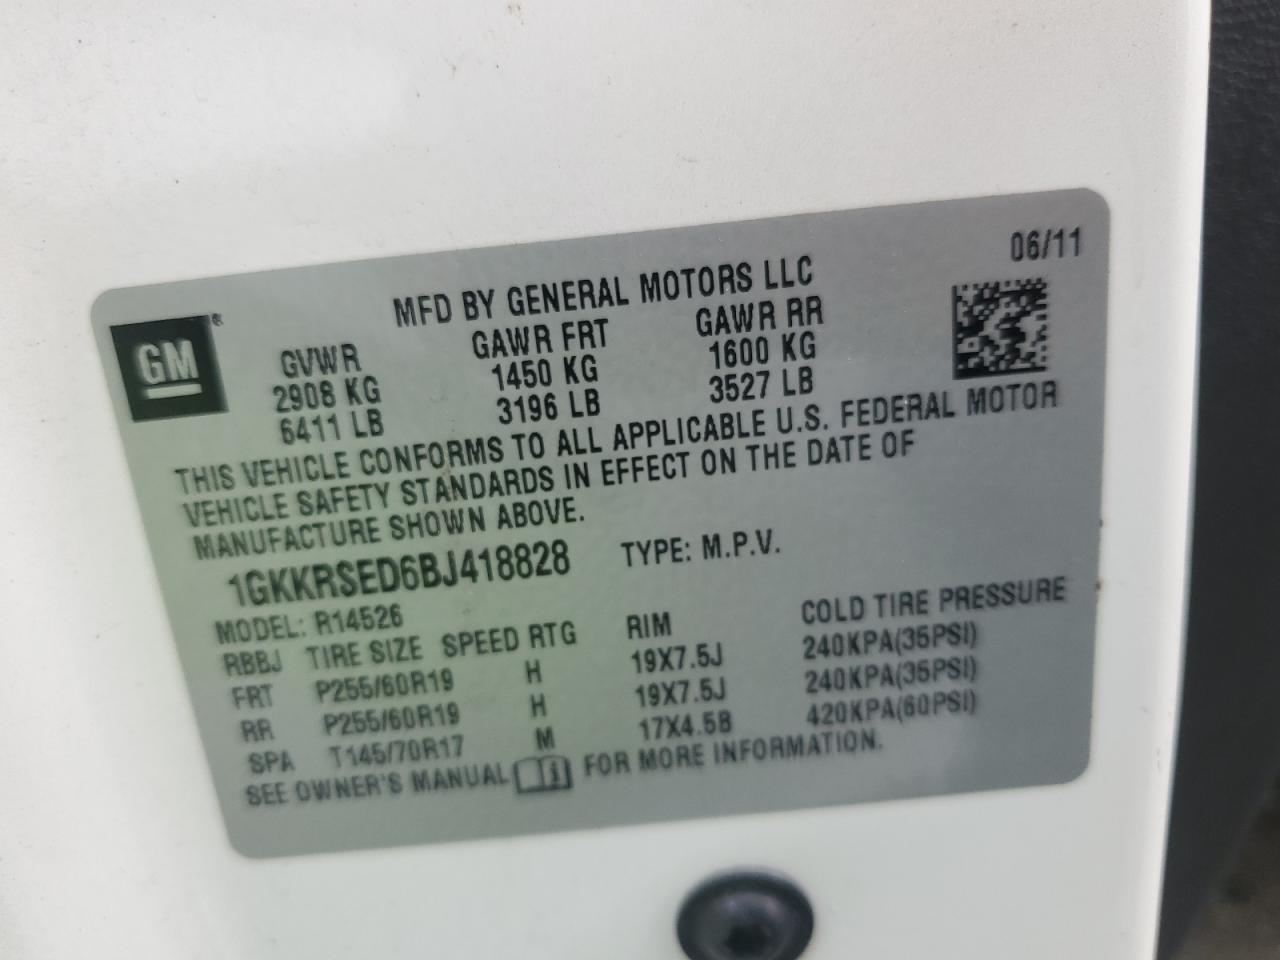 06/11
MFD BY GENERAL MOTORS LLC
GM®
GVWR GAWR FRT GAWR RR
2908 KG 1450 KG 1600 KG
6411 LB 3196 LB 3527 LB
THIS VEHICLE CONFORMS TO ALL APPLICABLE U.S. FEDERAL MOTOR
VEHICLE SAFETY STANDARDS IN EFFECT ON THE DATE OF
MANUFACTURE SHOWN ABOVE.
1GKKRSED6BJ418828 TYPE: M.P.V.
MODEL: R14526
RBBJ TIRE SIZE SPEED RTG RIM COLD TIRE PRESSURE
FRT P255/60R19 H 19X7.5J 240KPA(35PSI)
RR P255/60R19 H 19X7.5J 240KPA(35PSI)
SPA T145/70R17 M 17X4.5B 420KPA(60PSI)
SEE OWNER'S MANUAL FOR MORE INFORMATION.